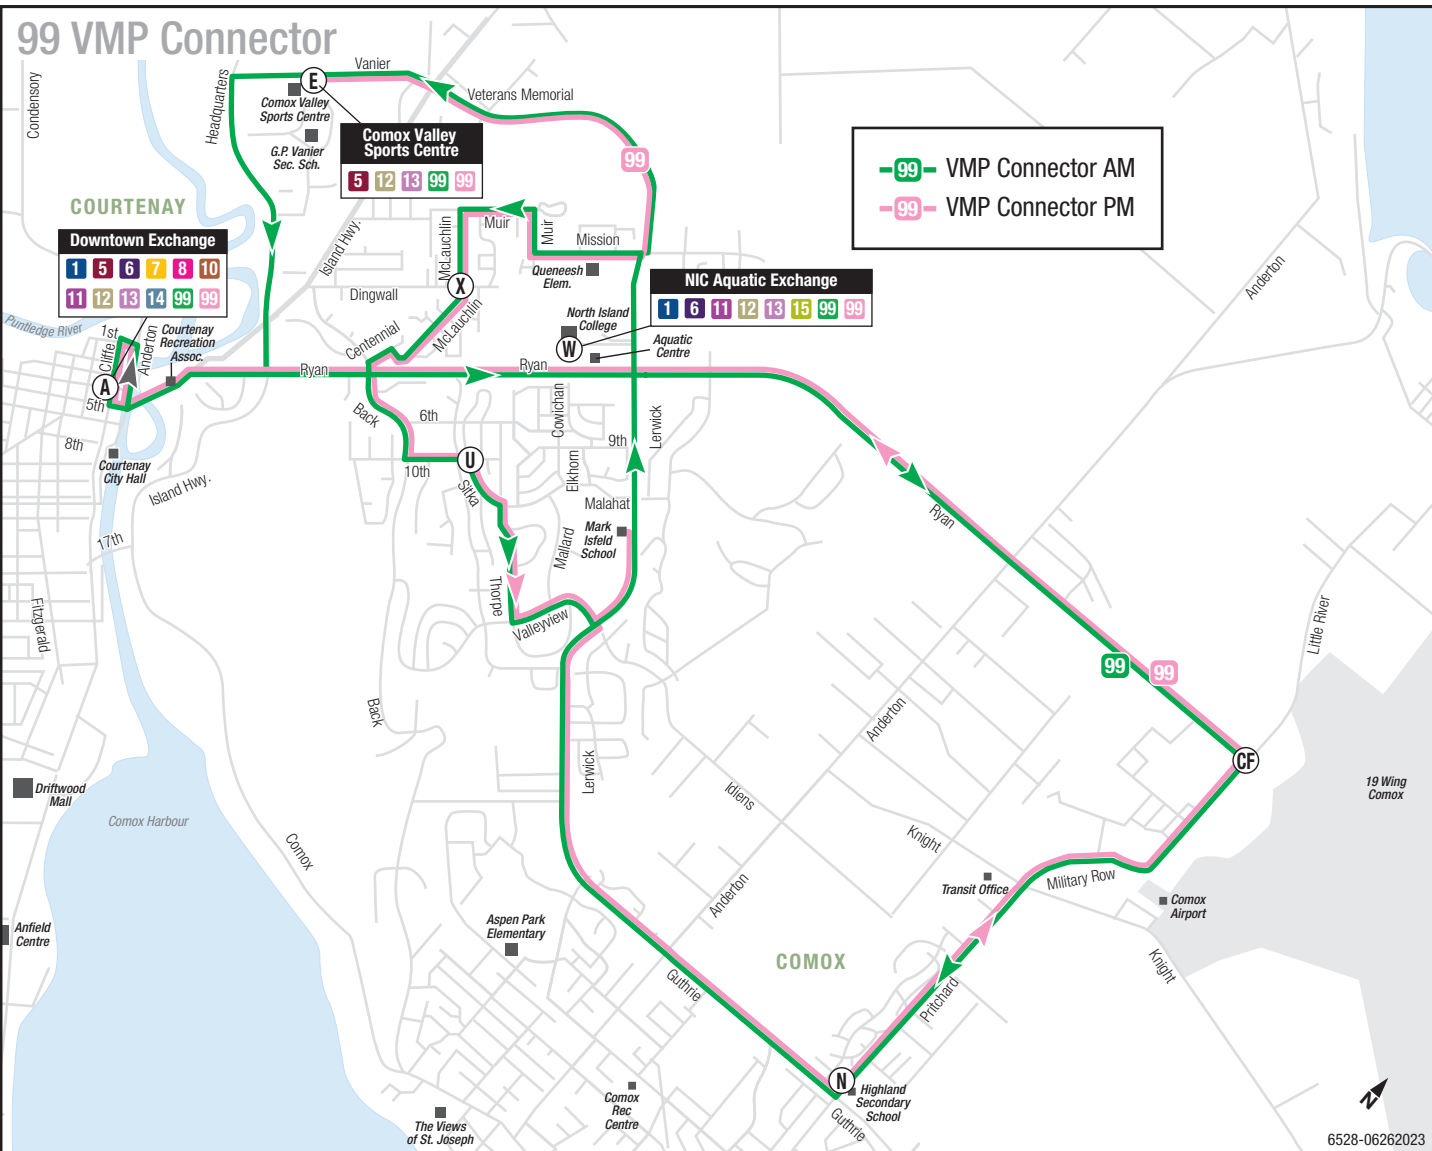 99 VMP Connector
Condensory
Headquarters
Vanier
Veterans Memorial
E
Comox Valley
Sports Centre
G.P. Vanier
Sec. Sch.
Comox Valley
Sports Centre
5 12 13 99 99
99
99 VMP Connector AM
99 VMP Connector PM
COURTENAY
Downtown Exchange
1 5 6 7 8 10
11 12 13 14 99 99
Island Hwy.
McLauchlin
Muir
Muir
Mission
Queneesh
Elem.
Anderton
NIC Aquatic Exchange
1 6 11 12 13 15 99 99
X
Dingwall
McLauchlin
Centennial
North Island
College
W
Aquatic
Centre
Puntledge River
1st
Cliffe
Anderton
Courtenay
Recreation
Assoc.
A
5th
Ryan
Ryan
8th
Courtenay
City Hall
Island Hwy.
17th
Back
6th
10th
U
Sitka
Cowichan
Elkhorn
9th
Lerwick
Malahat
Mark
Isfeld
School
Mallard
Thorpe
Valleyview
Ryan
Fitzgerald
Little River
99
99
Back
Lerwick
Anderton
CF
19 Wing
Comox
Driftwood
Mall
Comox Harbour
Idiens
Comox
Knight
Transit Office
Military Row
Comox
Airport
Anderton
Anfield
Centre
Aspen Park
Elementary
COMOX
Guthrie
Pritchard
Knight
N
Highland
Secondary
School
Guthrie
Comox
Rec
Centre
The Views
of St. Joseph
N
6528-06262023